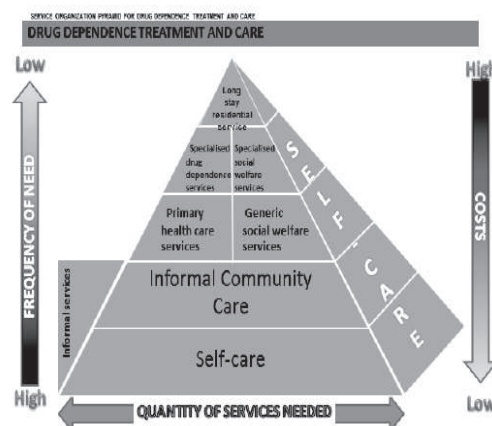 SERVICE ORGANIZATION PYRAMID FOR DRUG DEPENDENCE TREATMENT AND CARE
DRUG DEPENDENCE TREATMENT AND CARE
Low
High
Long
stay
residential
service
Specialised
drug
dependence
services
Specialised
social
welfare
services
Primary
health care
services
Generic
social welfare
services
Informal Community
Care
Self-care
SELF-CARE
FREQUENCY OF NEED
Informal services
COSTS
High
Low
QUANTITY OF SERVICES NEEDED